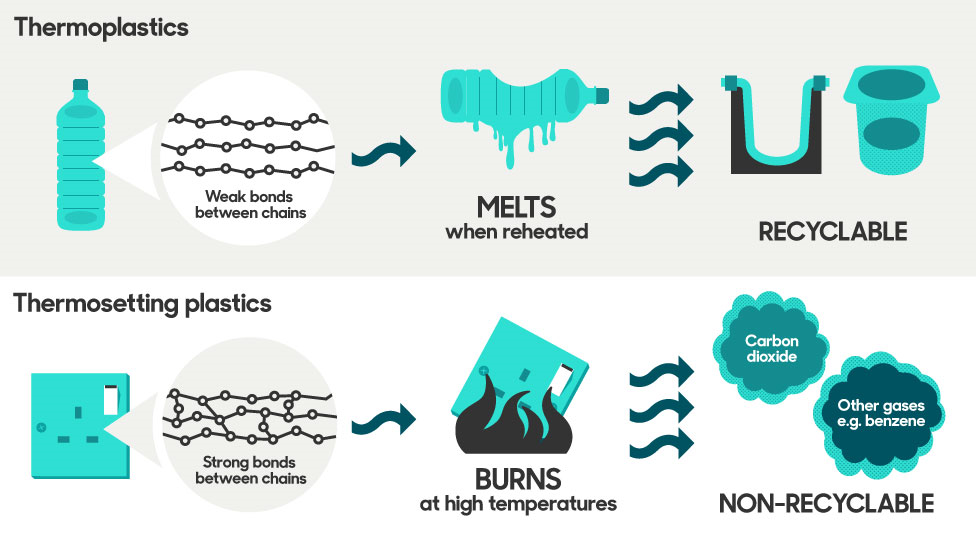 Thermoplastics
Weak bonds
between chains
MELTS
when reheated
RECYCLABLE
Thermosetting plastics
Strong bonds
between chains
BURNS
at high temperatures
Carbon
dioxide
Other gases
e.g. benzene
NON-RECYCLABLE